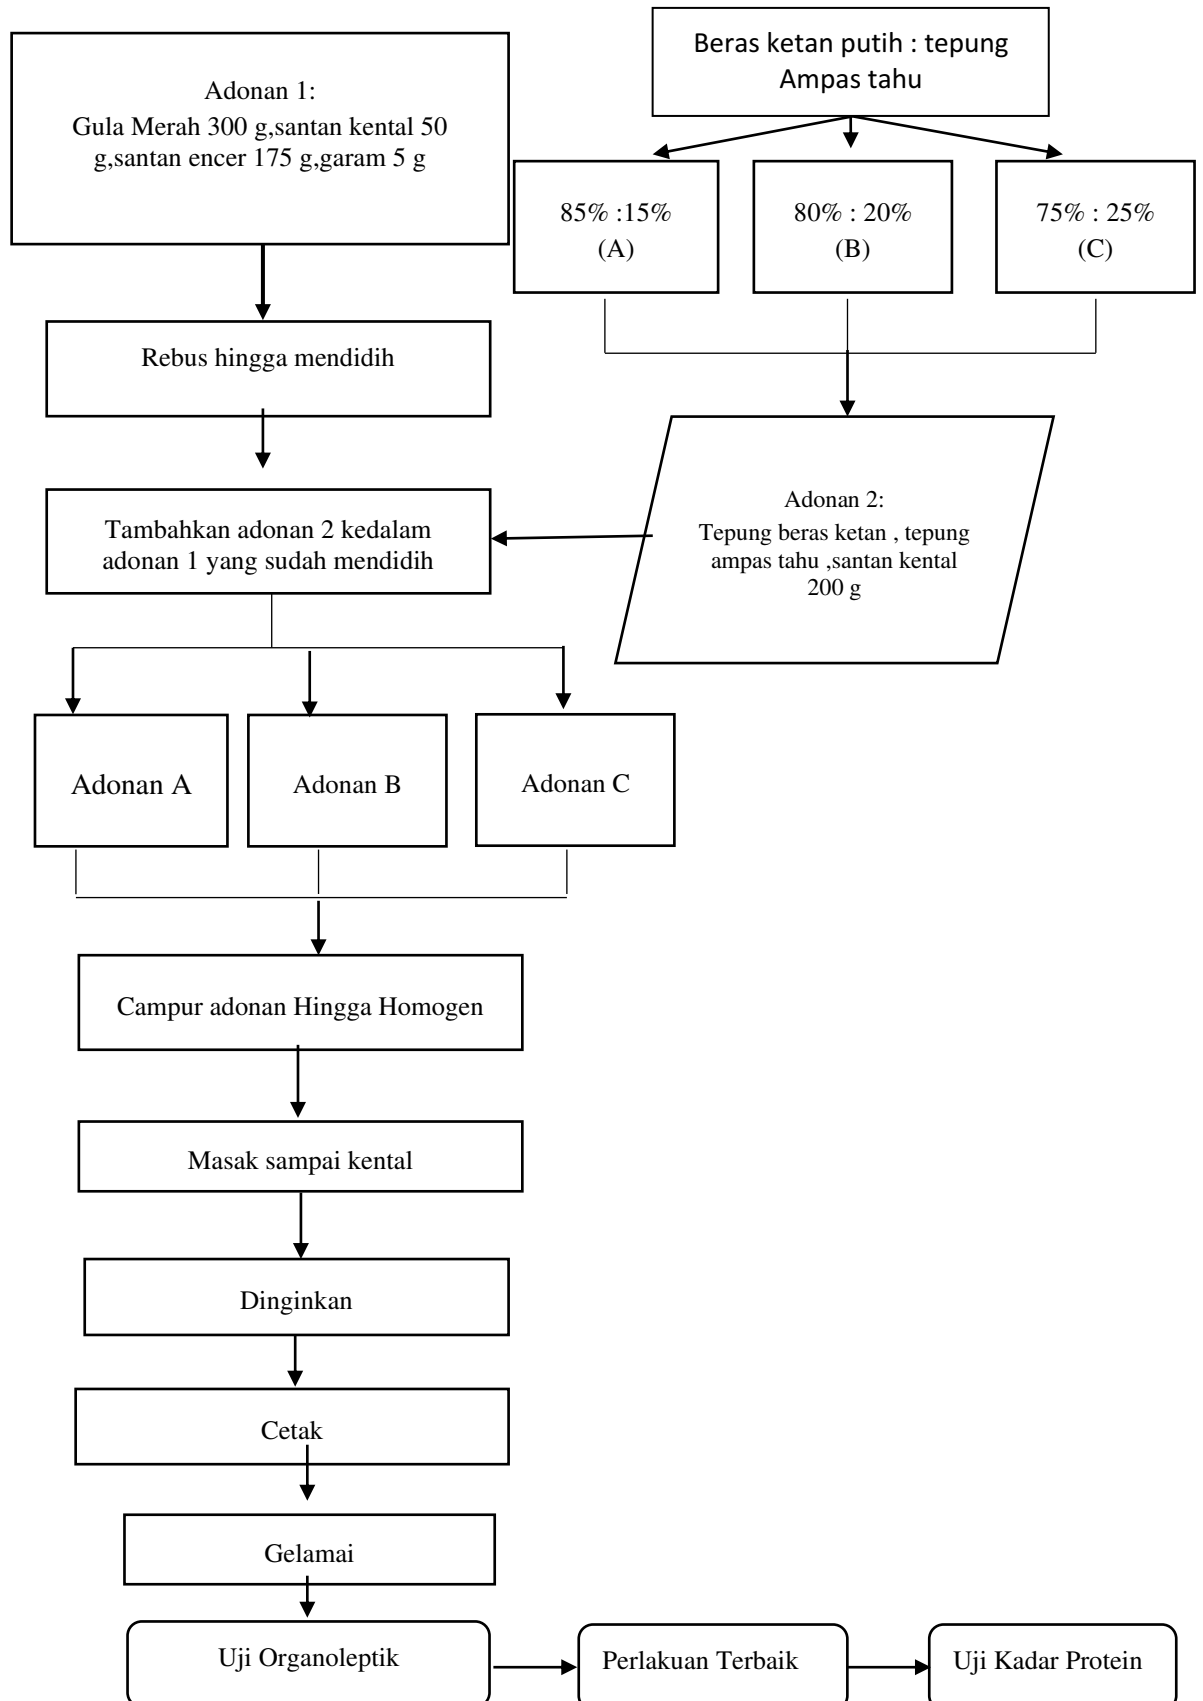 Beras ketan putih : tepung
Ampas tahu
Adonan 1:
Gula Merah 300 g,santan kental 50
g,santan encer 175 g,garam 5 g
85% :15%
(A)
80% : 20%
(B)
75% : 25%
(C)
Rebus hingga mendidih
Adonan 2:
Tepung beras ketan , tepung
ampas tahu ,santan kental
200 g
Tambahkan adonan 2 kedalam
adonan 1 yang sudah mendidih
Adonan A
Adonan B
Adonan C
Campur adonan Hingga Homogen
Masak sampai kental
Dinginkan
Cetak
Gelamai
Uji Organoleptik
Perlakuan Terbaik
Uji Kadar Protein